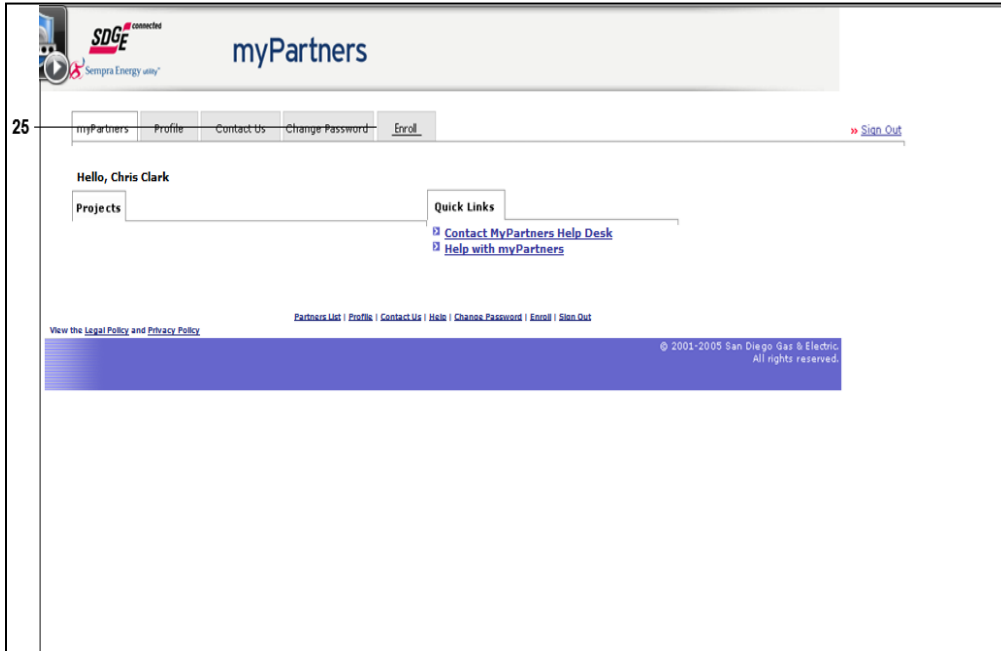 SDGE connected
Sempra Energy utility®
myPartners
25
myPartners Profile Contact Us Change Password Enroll
» Sign Out
Hello, Chris Clark
Projects
Quick Links
Contact MyPartners Help Desk
Help with myPartners
Partners List | Profile | Contact Us | Help | Change Password | Enroll | Sign Out
View the Legal Policy and Privacy Policy
© 2001-2005 San Diego Gas & Electric.
All rights reserved.